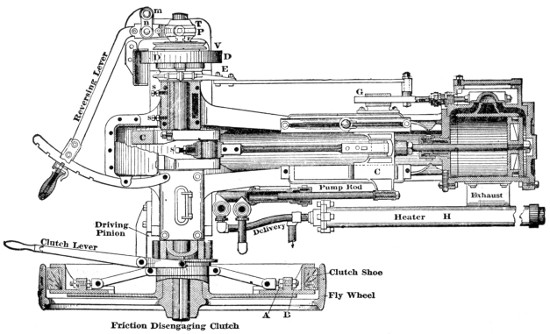 m
n
T
P
V
D
D
E
Reversing Lever
G
s
s
C
s
C
Pump Rod
Exhaust
Driving
Pinion
Delivery
Heater H
Clutch Lever
Clutch Shoe
Fly Wheel
A
B
Friction Disengaging Clutch